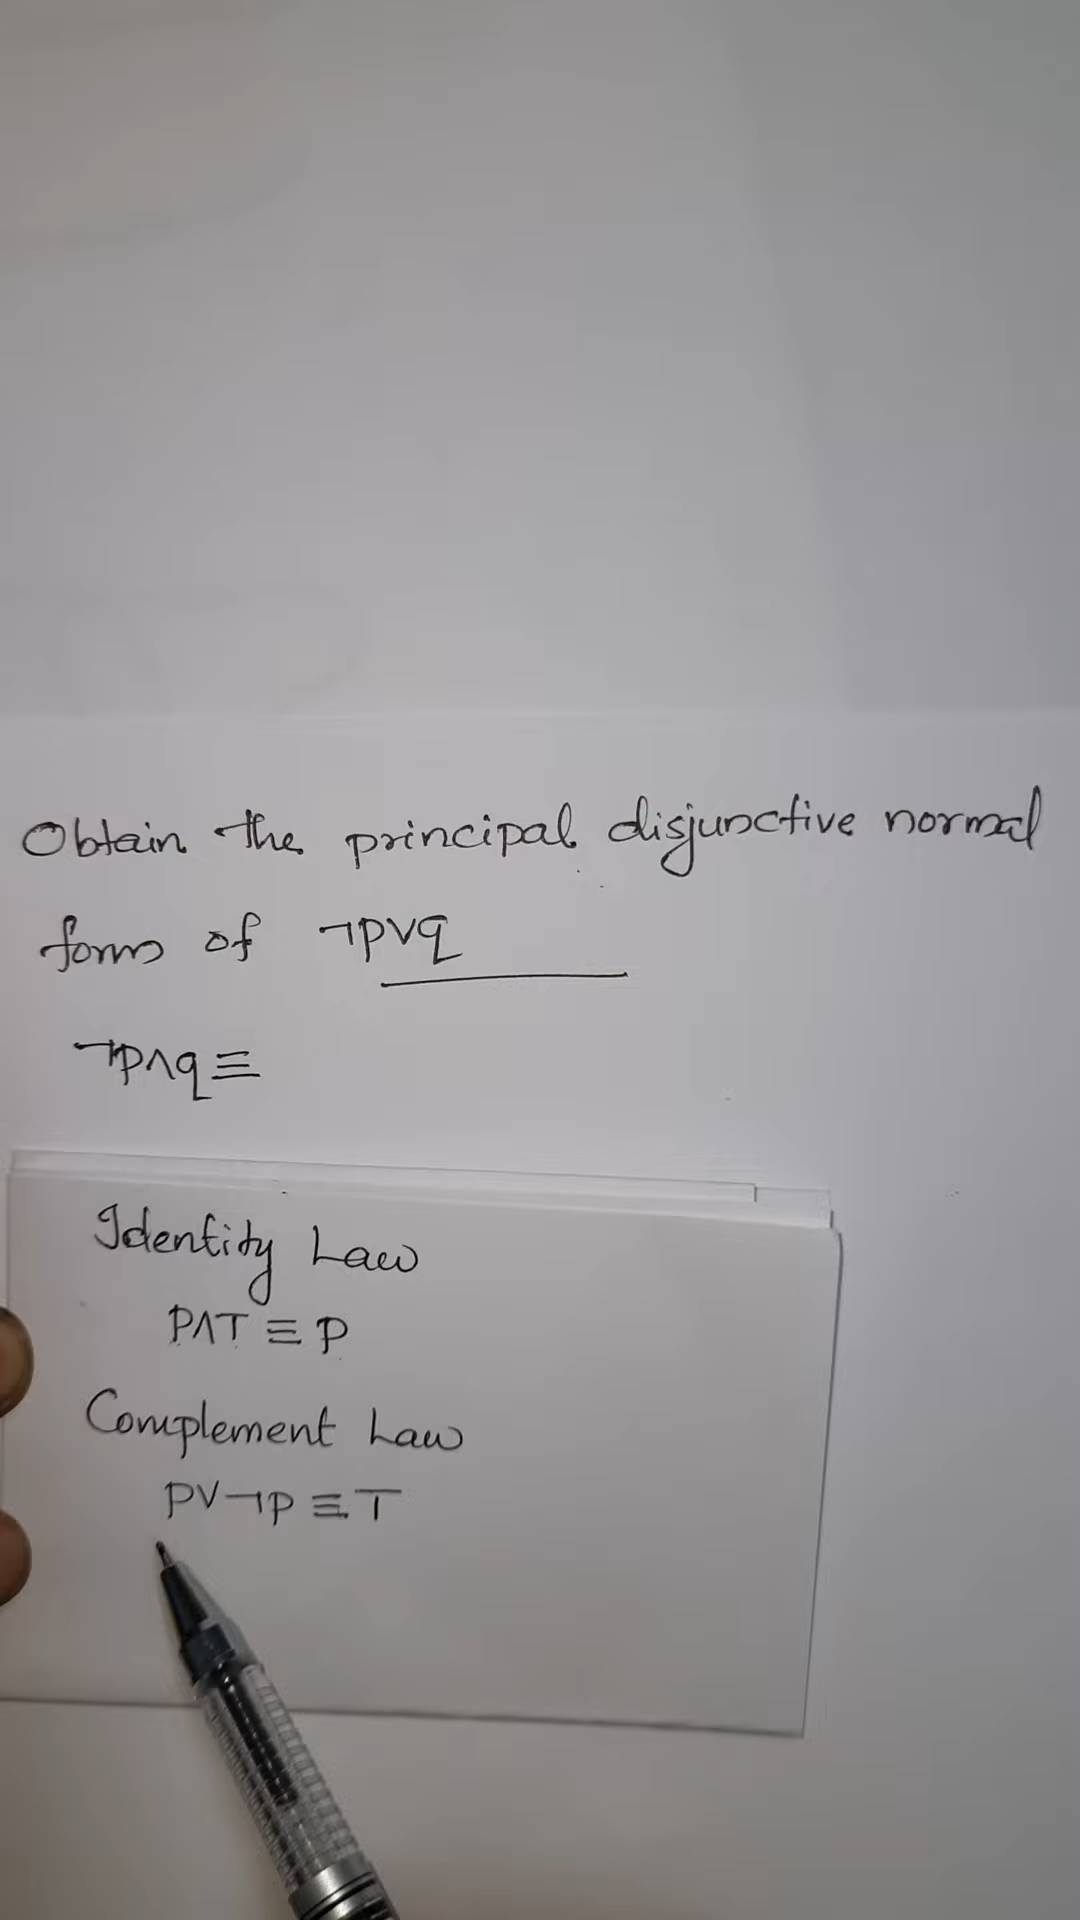 Obtain the principal disjunctive normal
form of ¬p∨q
¬p∧q≡
Identity Law
P∧T ≡ P
Complement Law
P∨¬P ≡ T